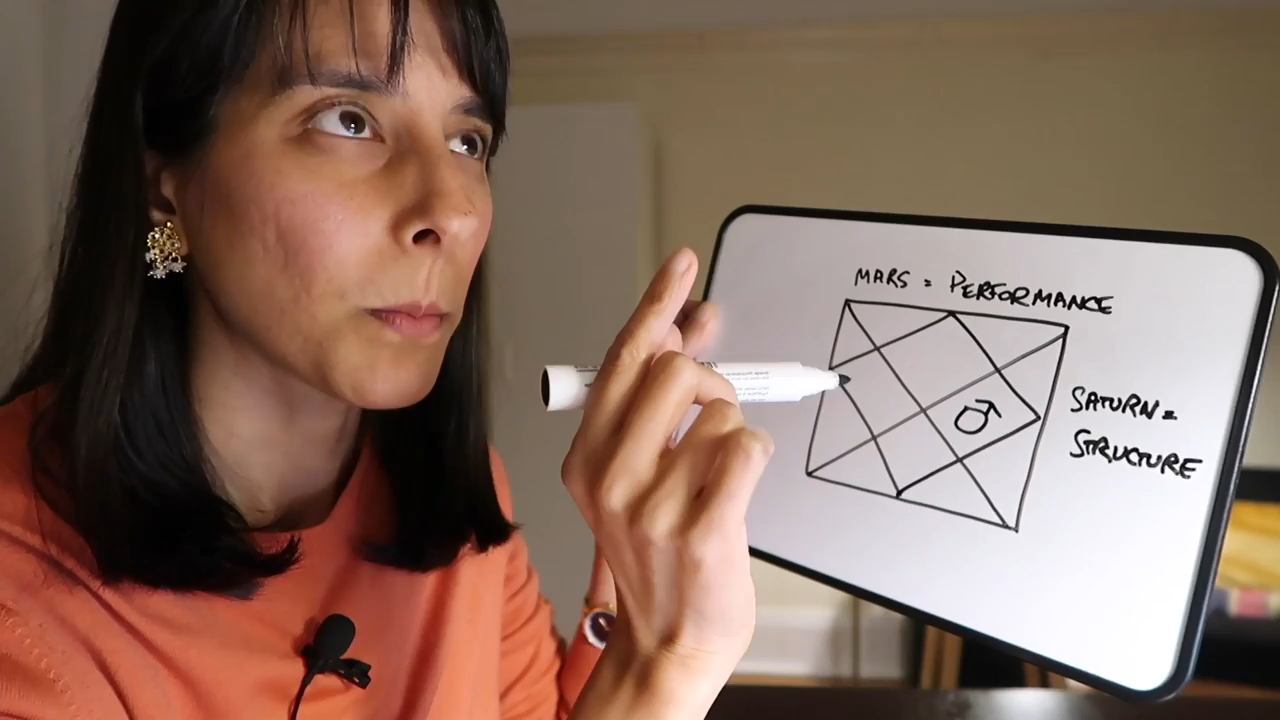 MARS = PERFORMANCE
♂
SATURN =
STRUCTURE